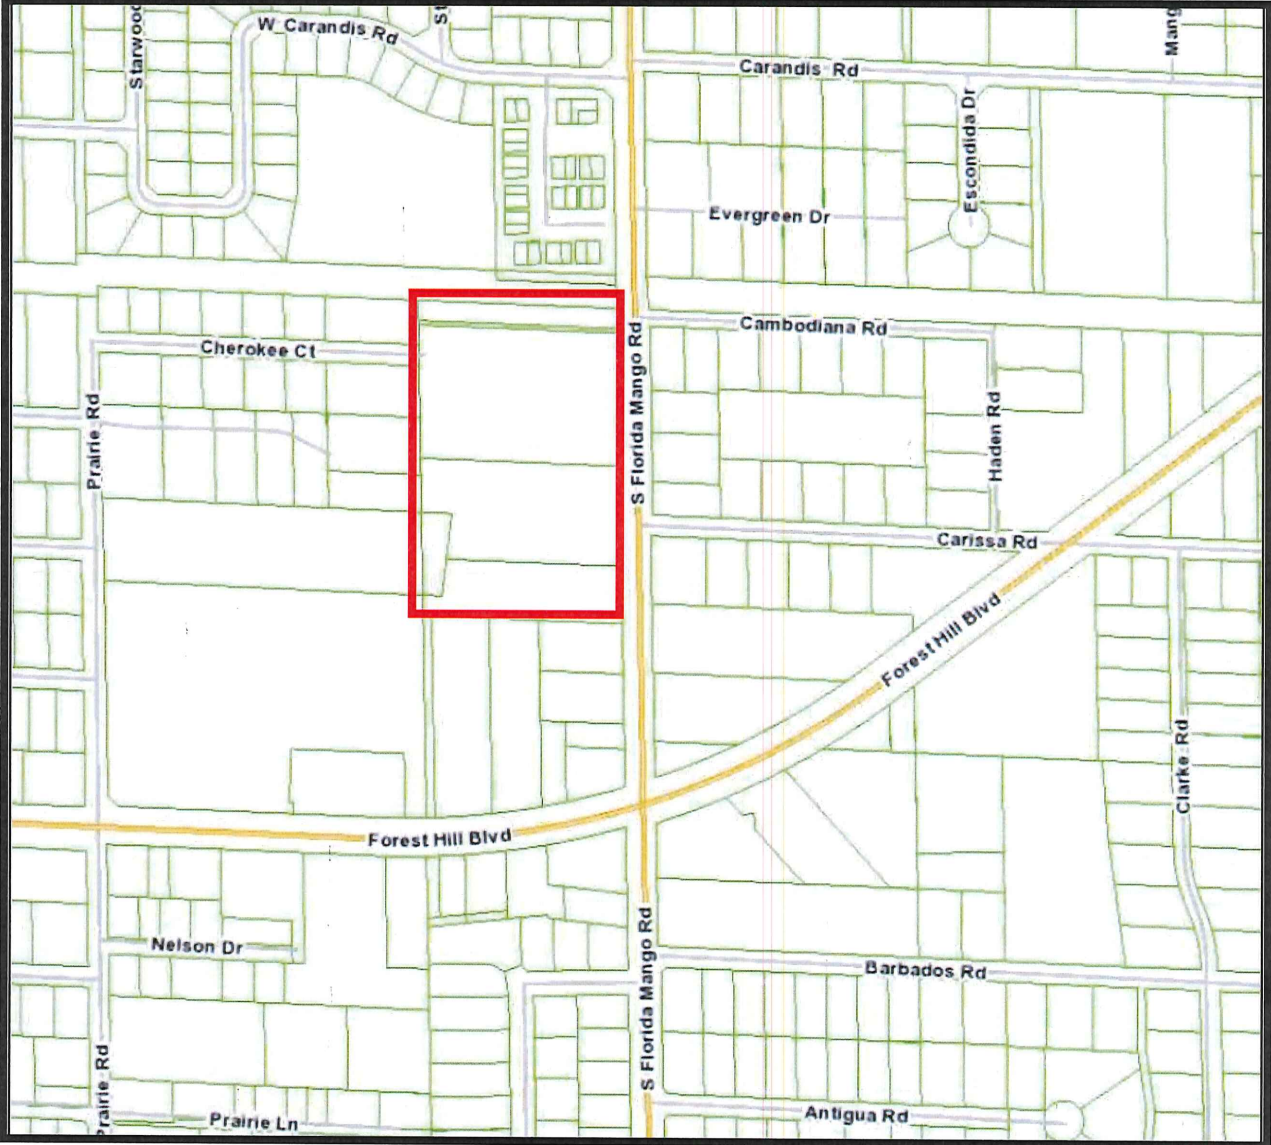 Starwood
W Carandis Rd
St
Mang
Carandis Rd
Escondida Dr
Evergreen Dr
Cambodiana Rd
Cherokee Ct
S Florida Mango Rd
Prairie Rd
Haden Rd
Carissa Rd
Forest Hill Blvd
Clarke Rd
Forest Hill Blvd
S Florida Mango Rd
Nelson Dr
Barbados Rd
Prairie Rd
Antigua Rd
Prairie Ln